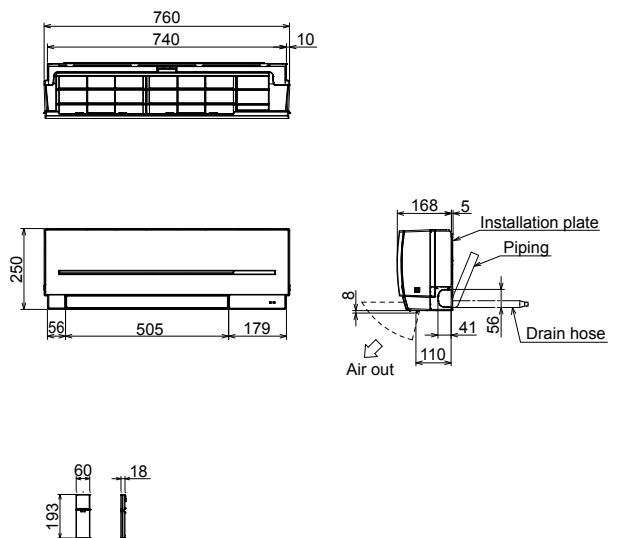 760
740 10
168 5
Installation plate
Piping
250
8
56 505 179
41
56
Drain hose
110
Air out
60 18
193